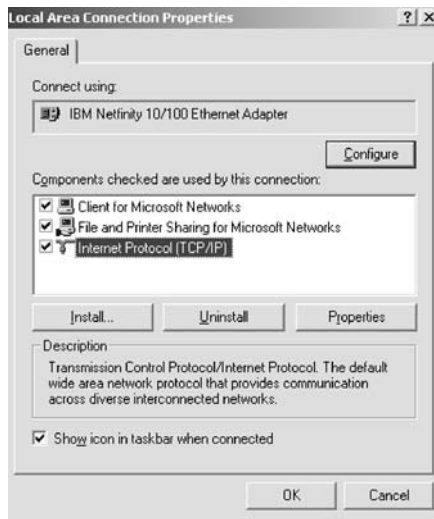 Local Area Connection Properties
General
Connect using:
IBM Netfinity 10/100 Ethernet Adapter
Configure
Components checked are used by this connection:
Client for Microsoft Networks
File and Printer Sharing for Microsoft Networks
Internet Protocol (TCP/IP)
Install... Uninstall Properties
Description
Transmission Control Protocol/Internet Protocol. The default
wide area network protocol that provides communication
across diverse interconnected networks.
Show icon in taskbar when connected
OK Cancel